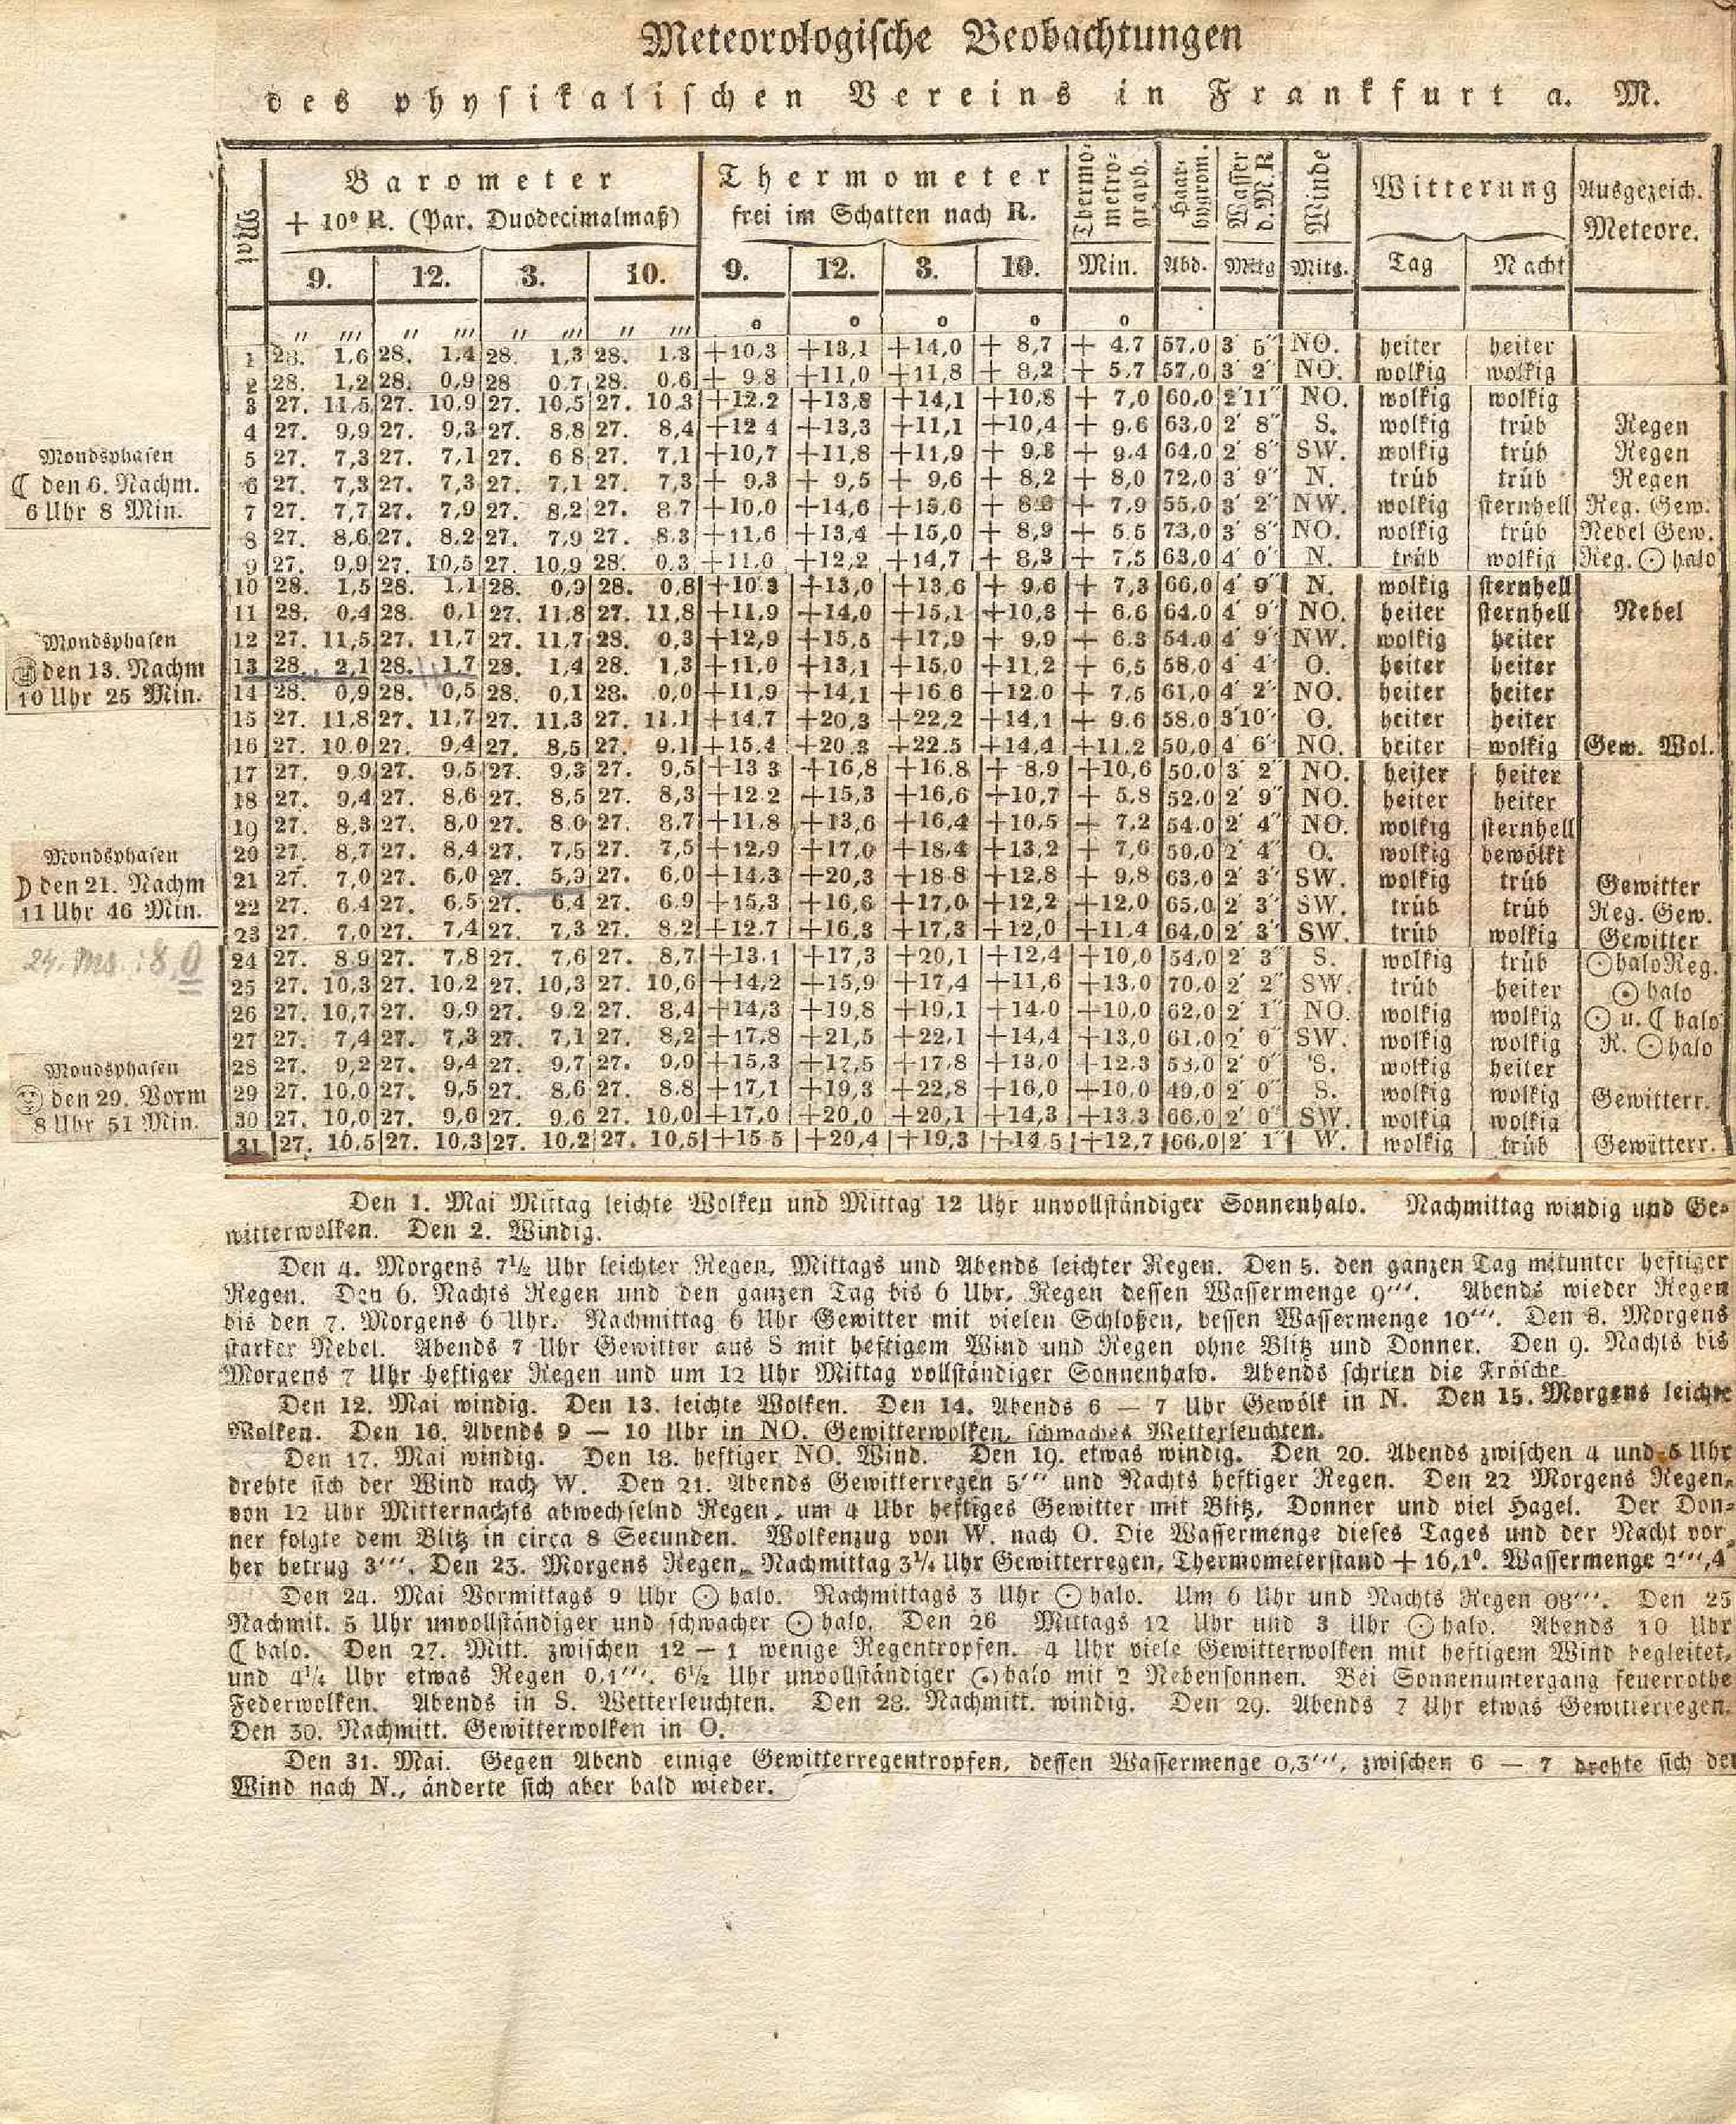 Meteorologische Beobachtungen
des physikalischen Vereins in Frankfurt a. M.
Mai
Barometer
+ 10° R. (Par. Duodecimalmaß)
Thermometer
frei im Schatten nach R.
Thermometrograph.
Haarhygrom.
Wasser d. M R
Winde
Witterung
Ausgezeich. Meteore.
9. 12. 3. 10. 9. 12. 3. 10. Min. Abd. Mttg Mitg. Tag Nacht
" ''' " ''' " ''' " ''' o o o o o
1 28. 1,6 28. 1,4 28. 1,3 28. 1.3 +10,3 +13,1 +14,0 + 8,7 + 4,7 57,0 3' 5" NO. heiter heiter
2 28. 1,2 28. 0,9 28 0,7 28. 0,6 + 9,8 +11,0 +11,8 + 8,2 + 5,7 57,0 3' 2" NO. wolkig wolkig
3 27. 11,5 27. 10,9 27. 10,5 27. 10,3 +12,2 +13,8 +14,1 +10,8 + 7,0 60,0 2' 11" NO. wolkig wolkig
4 27. 9,9 27. 9,3 27. 8,8 27. 8,4 +12 4 +13,3 +11,1 +10,4 + 9,6 63,0 2' 8" S. wolkig trüb Regen
5 27. 7,3 27. 7,1 27. 6 8 27. 7,1 +10,7 +11,8 +11,9 + 9,8 + 9,4 64,0 2' 8" SW. wolkig trüb Regen
6 27. 7,3 27. 7,3 27. 7,1 27. 7,3 + 9,3 + 9,5 + 9,6 + 8,2 + 8,0 72,0 3' 9" N. trüb trüb Regen
7 27. 7,7 27. 7,9 27. 8,2 27. 8,7 +10,0 +14,6 +15,6 + + 7,9 55,0 3' 2" NW. wolkig sternhell Reg. Gew.
8 27. 8,6 27. 8,2 27. 7,9 27. 8.3 +11,6 +13,4 +15,0 + 8,9 + 5 5 73,0 3' 8" NO. wolkig trüb Nebel Gew.
9 27. 9,9 27. 10,5 27. 10,9 28. 0,3 +11,0 +12,2 +14,7 + 8,3 + 7,5 63,0 4' 0" N. trüb wolkig Reg. ☉ halo
10 28. 1,5 28. 1,1 28. 0,9 28. 0,8 +10 3 +13,0 +13,6 + 9,6 + 7,3 66,0 4' 9" N. wolkig sternhell
11 28. 0,4 28. 0,1 27. 11,8 27. 11,8 +11,9 +14,0 +15,1 +10,3 + 6,6 64,0 4' 9" NO. heiter sternhell Nebel
12 27. 11,5 27. 11,7 27. 11,7 28. 0,3 +12,9 +15,5 +17,9 + 9,9 + 6,3 54,0 4' 9" NW. wolkig heiter
13 28. 2,1 28. 1,7 28. 1,4 28. 1,3 +11,0 +13,1 +15,0 +11,2 + 6,5 58,0 4' 4" O. heiter heiter
14 28. 0,9 28. 0,5 28. 0,1 28. 0,0 +11,9 +14,1 +16 6 +12,0 + 7,5 61,0 4' 2" NO. heiter heiter
15 27. 11,8 27. 11,7 27. 11,3 27. 11,1 +14,7 +20,3 +22,2 +14,1 + 9,6 58,0 3' 10" O. heiter heiter
16 27. 10,0 27. 9,4 27. 8,5 27. 9,1 +15,4 +20,3 +22,5 +14,4 +11,2 50,0 4' 6" NO. heiter wolkig Gew. Wol.
17 27. 9,9 27. 9,5 27. 9,3 27. 9,5 +13 3 +16,8 +16,8 + 8,9 +10,6 50,0 3' 2" NO. heiter heiter
18 27. 9,4 27. 8,6 27. 8,5 27. 8,3 +12 2 +15,3 +16,6 +10,7 + 5,8 52,0 2' 9" NO. heiter heiter
19 27. 8,3 27. 8,0 27. 8,0 27. 8,7 +11,8 +13,6 +16,4 +10,5 + 7,2 54,0 2' 4" NO. wolkig sternhell
20 27. 8,7 27. 8,4 27. 7,5 27. 7,5 +12,9 +17,0 +18,4 +13,2 + 7,6 50,0 2' 4" O. wolkig bewölkt
21 27. 7,0 27. 6,0 27. 5,9 27. 6,0 +14,3 +20,3 +18 8 +12,8 + 9,8 63,0 2' 3" SW. wolkig trüb Gewitter
22 27. 6.4 27. 6,5 27. 6,4 27. 6.9 +15,3 +16,6 +17,0 +12,2 +12,0 65,0 2' 3" SW. trüb trüb Reg. Gew.
23 27. 7,0 27. 7,4 27. 7,3 27. 8,2 +12,7 +16,3 +17,3 +12,0 +11,4 64,0 2' 3" SW. trüb wolkig Gewitter
24 27. 8,9 27. 7,8 27. 7,6 27. 8,7 +13,1 +17,3 +20,1 +12,4 +10,0 54,0 2' 3" S. wolkig trüb ☉ halo Reg.
25 27. 10,3 27. 10,2 27. 10,3 27. 10,6 +14,2 +15,9 +17,4 +11,6 +13,0 70,0 2' 2" SW. trüb heiter ☉ halo
26 27. 10,7 27. 9,9 27. 9,2 27. 8,4 +14,3 +19,8 +19,1 +14,0 +10,0 62,0 2' 1" NO. wolkig wolkig ☉ u. ☾ halo
27 27. 7,4 27. 7,3 27. 7,1 27. 8,2 +17,8 +21,5 +22,1 +14,4 +13,0 61,0 2' 0" SW. wolkig wolkig R. ☉ halo
28 27. 9,2 27. 9,4 27. 9,7 27. 9,9 +15,3 +17,5 +17,8 +13,0 +12,3 53,0 2' 0" S. wolkig heiter
29 27. 10,0 27. 9,5 27. 8,6 27. 8.8 +17,1 +19,3 +22,8 +16,0 +10,0 49,0 2' 0" S. wolkig wolkig Gewitterr.
30 27. 10,0 27. 9,6 27. 9,6 27. 10,0 +17,0 +20,0 +20,1 +14,3 +13,3 66,0 2' 0" SW. wolkig wolkig
31 27. 10,5 27. 10,3 27. 10,2 27. 10,5 +15 5 +20,4 +19,3 +14 5 +12,7 66,0 2' 1" W. wolkig trüb Gewitterr.
Mondsphasen
☾ den 6. Nachm.
6 Uhr 8 Min.
Mondsphasen
den 13. Nachm
10 Uhr 25 Min.
Mondsphasen
☽ den 21. Nachm
11 Uhr 46 Min.
24. : 8,0
Mondsphasen
den 29. Vorm
8 Uhr 51 Min.
Den 1. Mai Mittag leichte Wolken und Mittag 12 Uhr unvollständiger Sonnenhalo. Nachmittag windig und Ge-
witterwolken. Den 2. Windig.
Den 4. Morgens 7½ Uhr leichter Regen, Mittags und Abends leichter Regen. Den 5. den ganzen Tag mitunter heftiger
Regen. Den 6. Nachts Regen und den ganzen Tag bis 6 Uhr. Regen dessen Wassermenge 9'''. Abends wieder Regen
bis den 7. Morgens 6 Uhr. Nachmittag 6 Uhr Gewitter mit vielen Schloßen, dessen Wassermenge 10'''. Den 8. Morgens
starker Nebel. Abends 7 Uhr Gewitter aus S mit heftigem Wind und Regen ohne Blitz und Donner. Den 9. Nachts bis
Morgens 7 Uhr heftiger Regen und um 12 Uhr Mittag vollständiger Sonnenhalo. Abends schrien die Frösche
Den 12. Mai windig. Den 13. leichte Wolken. Den 14. Abends 6 — 7 Uhr Gewölk in N. Den 15. Morgens leichte
Wolken. Den 16. Abends 9 — 10 Uhr in NO. Gewitterwolken, schwaches Wetterleuchten.
Den 17. Mai windig. Den 18. heftiger NO. Wind. Den 19. etwas windig. Den 20. Abends zwischen 4 und 5 Uhr
drehte sich der Wind nach W. Den 21. Abends Gewitterregen 5''' und Nachts heftiger Regen. Den 22 Morgens Regen,
von 12 Uhr Mitternachts abwechselnd Regen, um 4 Uhr heftiges Gewitter mit Blitz, Donner und viel Hagel. Der Don-
ner folgte dem Blitz in circa 8 Secunden. Wolkenzug von W. nach O. Die Wassermenge dieses Tages und der Nacht vor
her betrug 3'''. Den 23. Morgens Regen, Nachmittag 3¼ Uhr Gewitterregen, Thermometerstand + 16,1°. Wassermenge 2''',4
Den 24. Mai Vormittags 9 Uhr ☉ halo. Nachmittags 3 Uhr ☉ halo. Um 6 Uhr und Nachts Regen 08'''. Den 25
Nachmit. 5 Uhr unvollständiger und schwacher ☉ halo. Den 26 Mittags 12 Uhr und 3 Uhr ☉ halo. Abends 10 Uhr
☾ halo. Den 27. Mitt. zwischen 12 — 1 wenige Regentropfen. 4 Uhr viele Gewitterwolken mit heftigem Wind begleitet,
und 4¼ Uhr etwas Regen 0,1'''. 6½ Uhr unvollständiger ☉ halo mit 2 Nebensonnen. Bei Sonnenuntergang feuerrothe
Federwolken. Abends in S. Wetterleuchten. Den 28. Nachmitt. windig. Den 29. Abends 7 Uhr etwas Gewitterregen.
Den 30. Nachmitt. Gewitterwolken in O.
Den 31. Mai. Gegen Abend einige Gewitterregentropfen, dessen Wassermenge 0,3''', zwischen 6 — 7 drehte sich der
Wind nach N., änderte sich aber bald wieder.